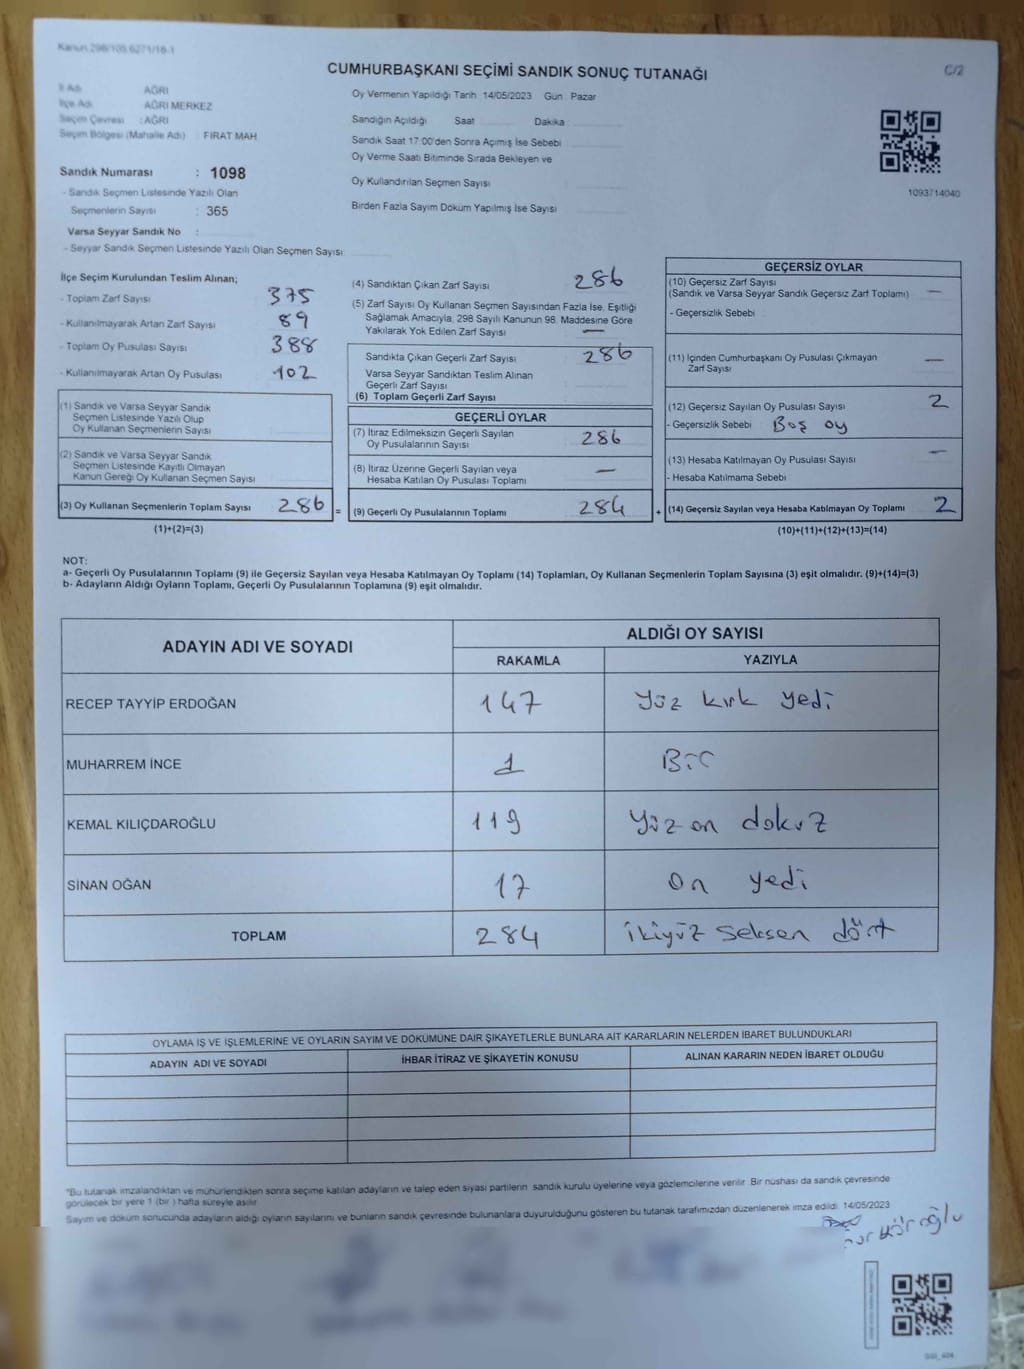 Kanun 298/105,6271/16-1
CUMHURBAŞKANI SEÇİMİ SANDIK SONUÇ TUTANAĞI
C/2
İl Adı : AĞRI
İlçe Adı : AĞRI MERKEZ
Seçim Çevresi : AĞRI
Seçim Bölgesi (Mahalle Adı) : FIRAT MAH
Sandık Numarası : 1098
- Sandık Seçmen Listesinde Yazılı Olan
Seçmenlerin Sayısı : 365
Varsa Seyyar Sandık No :
- Seyyar Sandık Seçmen Listesinde Yazılı Olan Seçmen Sayısı:
Oy Vermenin Yapıldığı Tarih 14/05/2023 Gün: Pazar
Sandığın Açıldığı Saat Dakika
Sandık Saat 17:00'den Sonra Açımış İse Sebebi
Oy Verme Saati Bitiminde Sırada Bekleyen ve
Oy Kullandırılan Seçmen Sayısı
Birden Fazla Sayım Döküm Yapılmış İse Sayısı
1093714040
İlçe Seçim Kurulundan Teslim Alınan;
- Toplam Zarf Sayısı 375
- Kullanılmayarak Artan Zarf Sayısı 89
- Toplam Oy Pusulası Sayısı 388
- Kullanılmayarak Artan Oy Pusulası 102
(1) Sandık ve Varsa Seyyar Sandık
Seçmen Listesinde Yazılı Olup
Oy Kullanan Seçmenlerin Sayısı
(2) Sandık ve Varsa Seyyar Sandık
Seçmen Listesinde Kayıtlı Olmayan
Kanun Gereği Oy Kullanan Seçmen Sayısı
(3) Oy Kullanan Seçmenlerin Toplam Sayısı 286 =
(1)+(2)=(3)
(4) Sandıktan Çıkan Zarf Sayısı 286
(5) Zarf Sayısı Oy Kullanan Seçmen Sayısından Fazla İse, Eşitliği
Sağlamak Amacıyla, 298 Sayılı Kanunun 98. Maddesine Göre
Yakılarak Yok Edilen Zarf Sayısı —
Sandıkta Çıkan Geçerli Zarf Sayısı 286
Varsa Seyyar Sandıktan Teslim Alınan
Geçerli Zarf Sayısı
(6) Toplam Geçerli Zarf Sayısı
GEÇERLİ OYLAR
(7) İtiraz Edilmeksizin Geçerli Sayılan
Oy Pusulalarının Sayısı 286
(8) İtiraz Üzerine Geçerli Sayılan veya
Hesaba Katılan Oy Pusulası Toplamı —
(9) Geçerli Oy Pusulalarının Toplamı 284 +
GEÇERSİZ OYLAR
(10) Geçersiz Zarf Sayısı
(Sandık ve Varsa Seyyar Sandık Geçersiz Zarf Toplamı) —
- Geçersizlik Sebebi
(11) İçinden Cumhurbaşkanı Oy Pusulası Çıkmayan
Zarf Sayısı —
(12) Geçersiz Sayılan Oy Pusulası Sayısı 2
- Geçersizlik Sebebi Boş oy
(13) Hesaba Katılmayan Oy Pusulası Sayısı —
- Hesaba Katılmama Sebebi
(14) Geçersiz Sayılan veya Hesaba Katılmayan Oy Toplamı 2
(10)+(11)+(12)+(13)=(14)
NOT:
a- Geçerli Oy Pusulalarının Toplamı (9) ile Geçersiz Sayılan veya Hesaba Katılmayan Oy Toplamı (14) Toplamları, Oy Kullanan Seçmenlerin Toplam Sayısına (3) eşit olmalıdır. (9)+(14)=(3)
b- Adayların Aldığı Oyların Toplamı, Geçerli Oy Pusulalarının Toplamına (9) eşit olmalıdır.
ADAYIN ADI VE SOYADI ALDIĞI OY SAYISI
RAKAMLA YAZIYLA
RECEP TAYYİP ERDOĞAN 147 Yüz kırk yedi
MUHARREM İNCE 1 Bir
KEMAL KILIÇDAROĞLU 119 Yüz on dokuz
SİNAN OĞAN 17 On yedi
TOPLAM 284 ikiyüz seksen dört
OYLAMA İŞ VE İŞLEMLERİNE VE OYLARIN SAYIM VE DÖKÜMÜNE DAİR ŞİKAYETLERLE BUNLARA AİT KARARLARIN NELERDEN İBARET BULUNDUKLARI
ADAYIN ADI VE SOYADI İHBAR İTİRAZ VE ŞİKAYETİN KONUSU ALINAN KARARIN NEDEN İBARET OLDUĞU
*Bu tutanak imzalandıktan ve mühürlendikten sonra seçime katılan adayların ve talep eden siyasi partilerin sandık kurulu üyelerine veya gözlemcilerine verilir. Bir nüshası da sandık çevresinde
görülecek bir yere 1 (bir) hafta süreyle asılır.
Sayım ve döküm sonucunda adayların aldığı oyların sayılarını ve bunların sandık çevresinde bulunanlara duyurulduğunu gösteren bu tutanak tarafımızdan düzenlenerek imza edildi. 14/05/2023